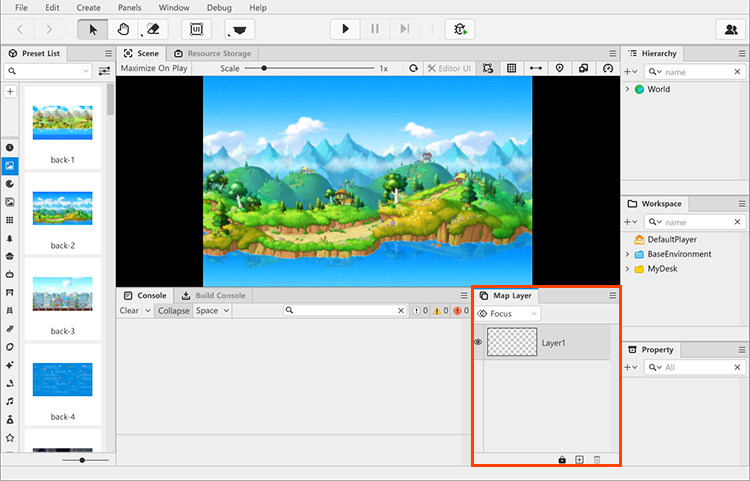 File Edit Create Panels Window Debug Help
UI
Preset List
back-1
back-2
back-3
back-4
Scene Resource Storage
Maximize On Play Scale 1x Editor UI
Console Build Console
Clear Collapse Space 0 0 0
Map Layer
Focus
Layer1
Hierarchy
name
World
Workspace
name
DefaultPlayer
BaseEnvironment
MyDesk
Property
All